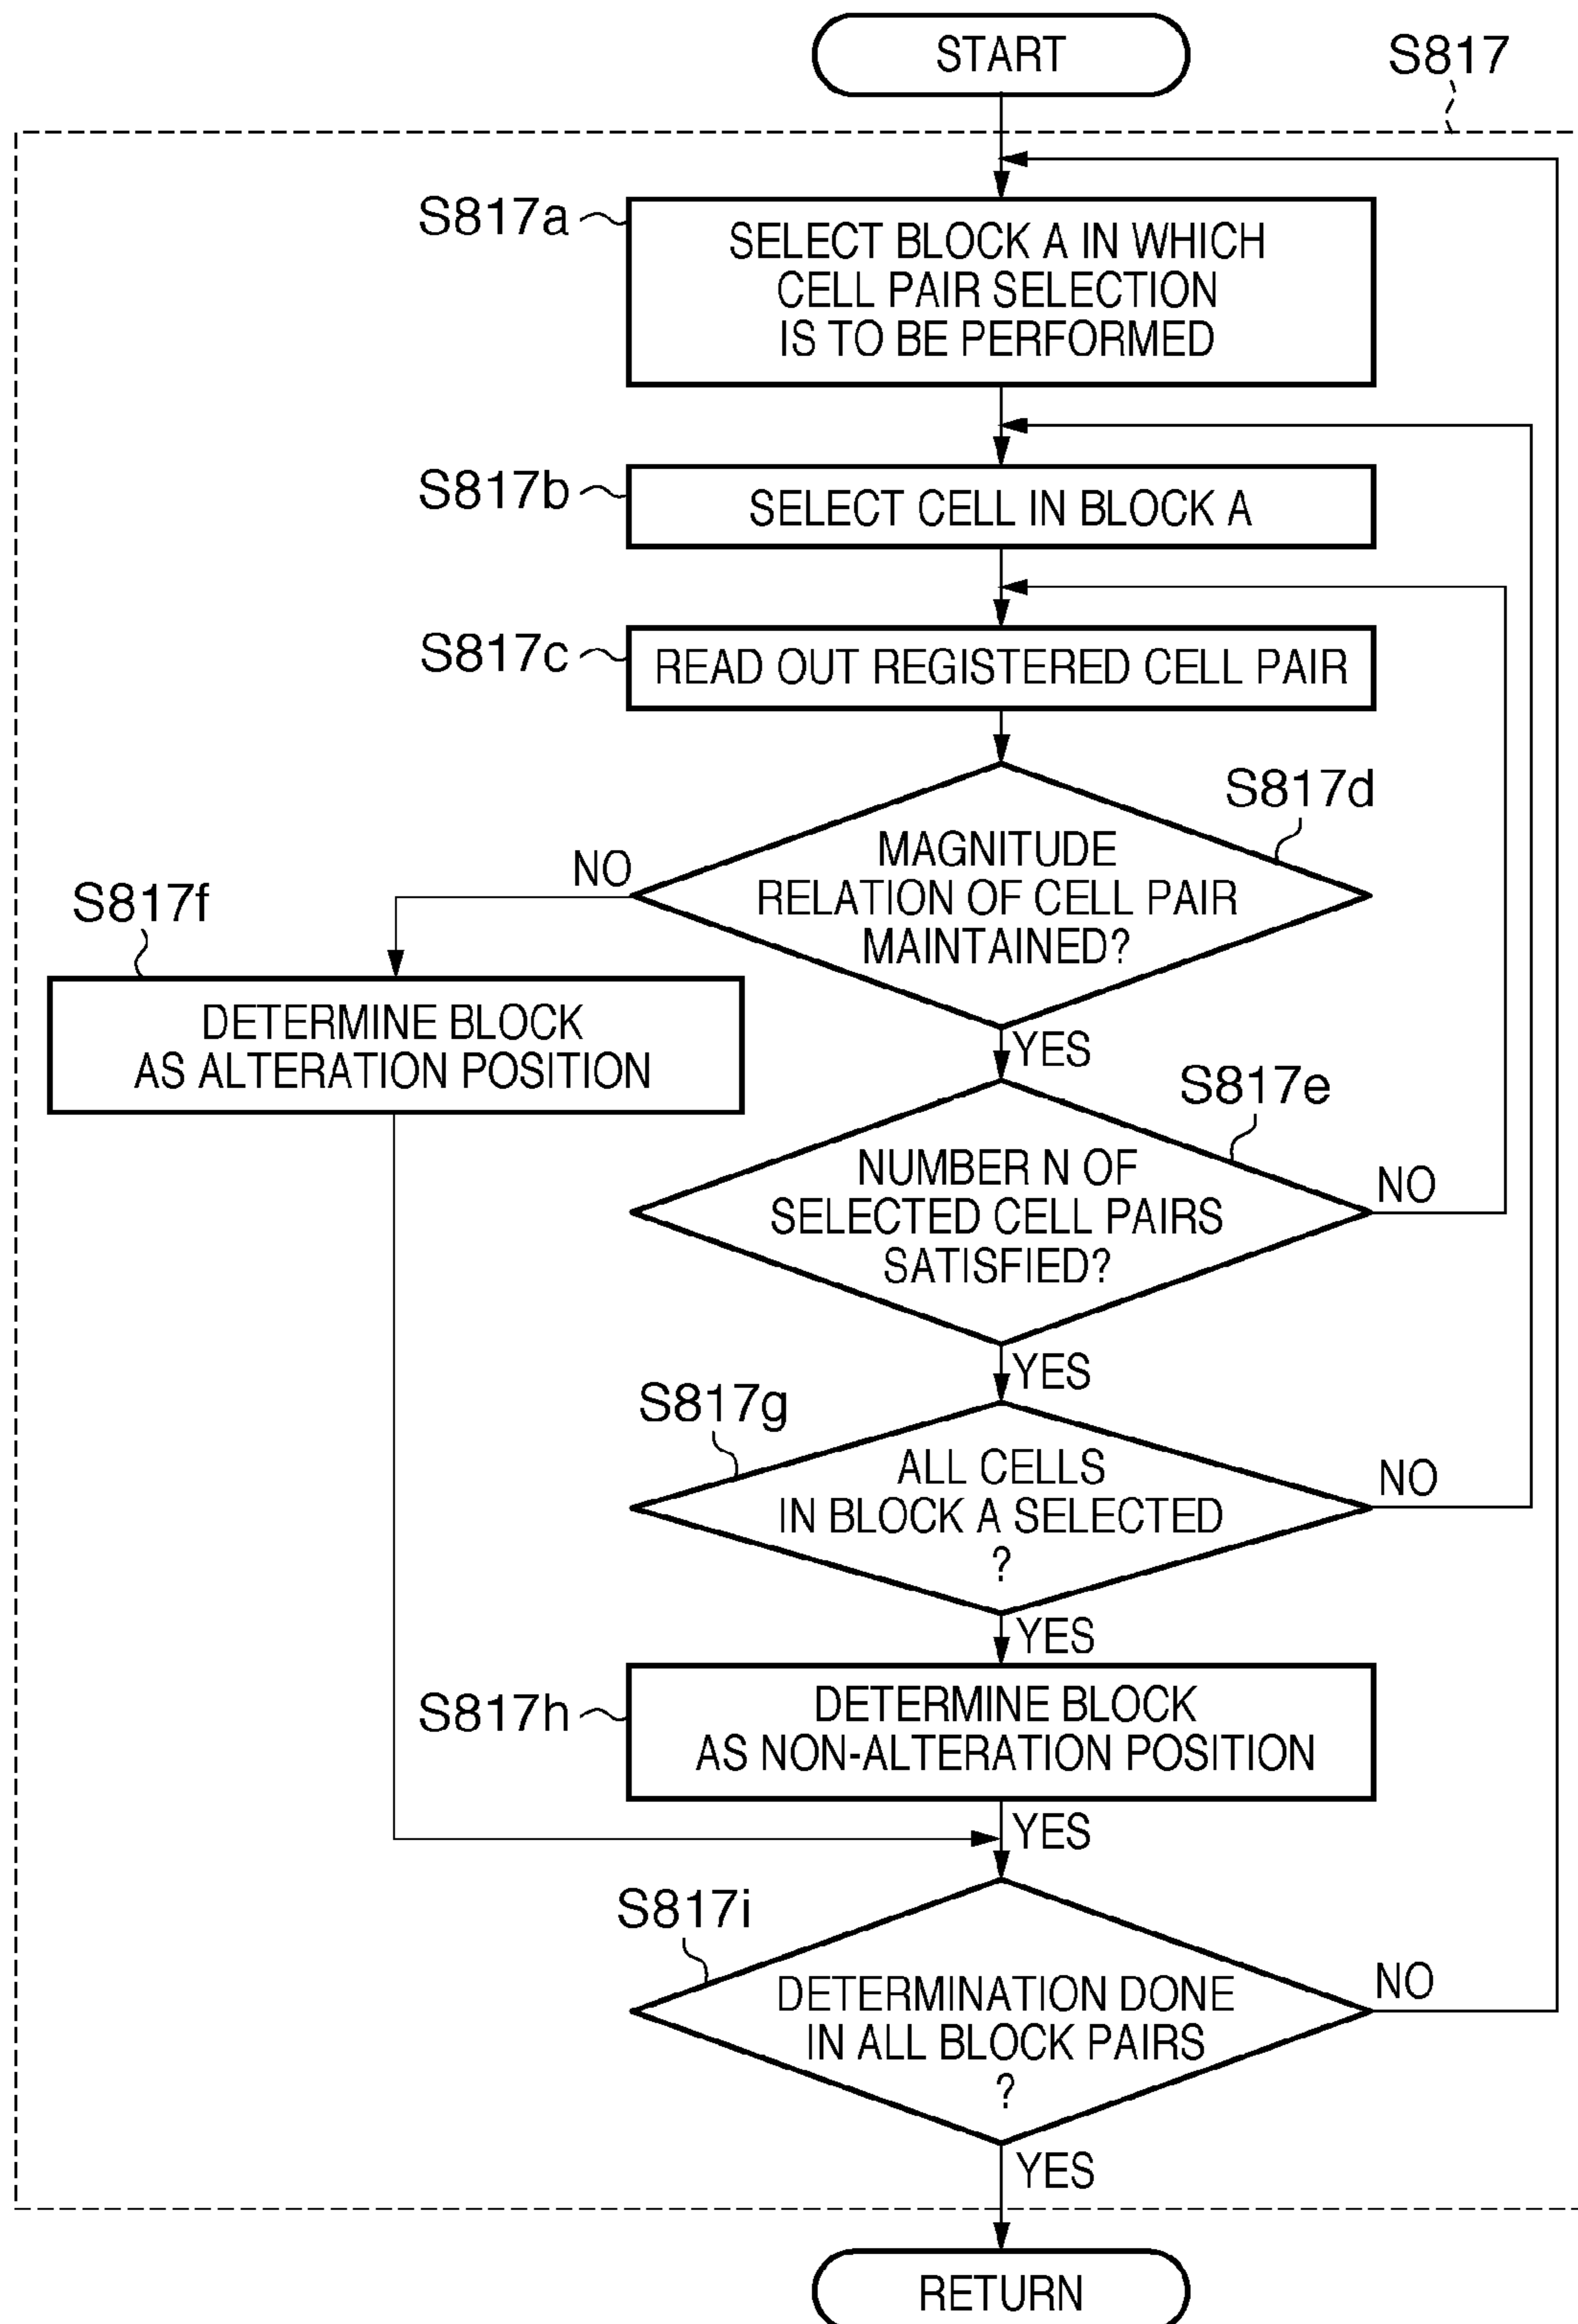 START
S817
S817a
SELECT BLOCK A IN WHICH
CELL PAIR SELECTION
IS TO BE PERFORMED
S817b
SELECT CELL IN BLOCK A
S817c
READ OUT REGISTERED CELL PAIR
S817d
MAGNITUDE
RELATION OF CELL PAIR
MAINTAINED?
NO
S817f
DETERMINE BLOCK
AS ALTERATION POSITION
YES
S817e
NUMBER N OF
SELECTED CELL PAIRS
SATISFIED?
NO
YES
S817g
ALL CELLS
IN BLOCK A SELECTED
?
NO
YES
S817h
DETERMINE BLOCK
AS NON-ALTERATION POSITION
YES
S817i
DETERMINATION DONE
IN ALL BLOCK PAIRS
?
NO
YES
RETURN